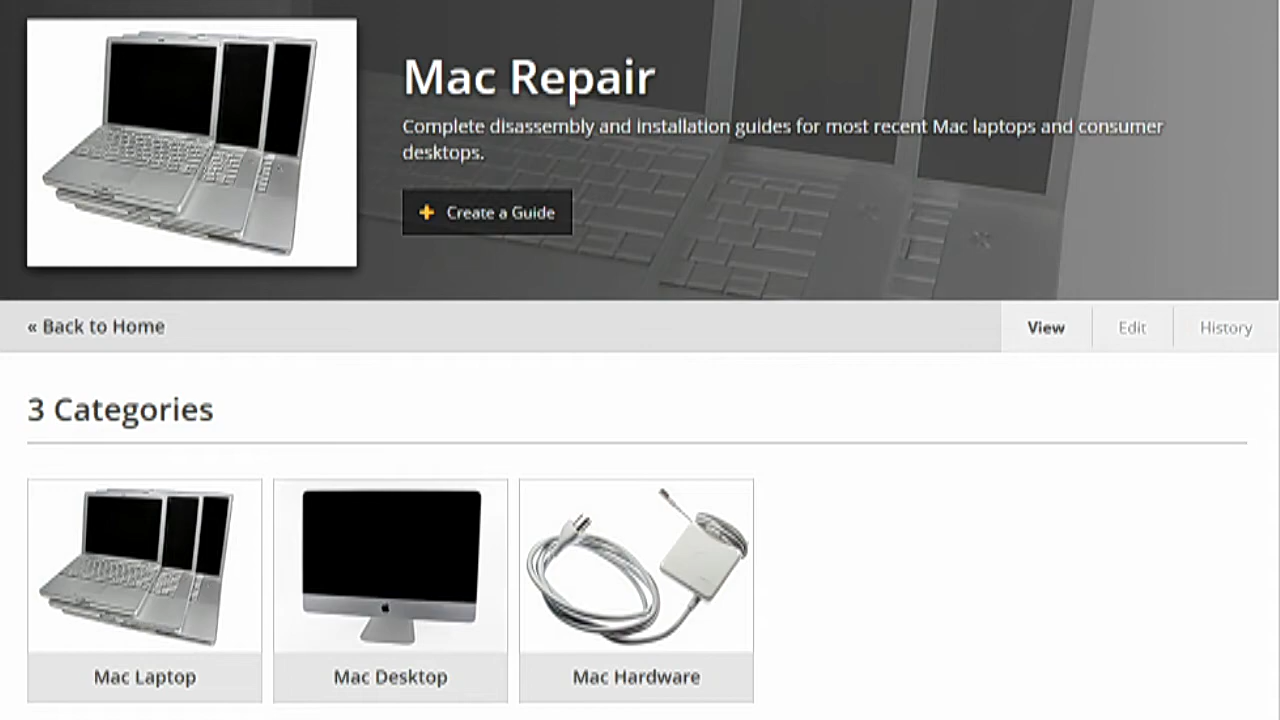 Mac Repair
Complete disassembly and installation guides for most recent Mac laptops and consumer
desktops.
Create a Guide
« Back to Home
View
Edit
History
3 Categories
Mac Laptop
Mac Desktop
Mac Hardware